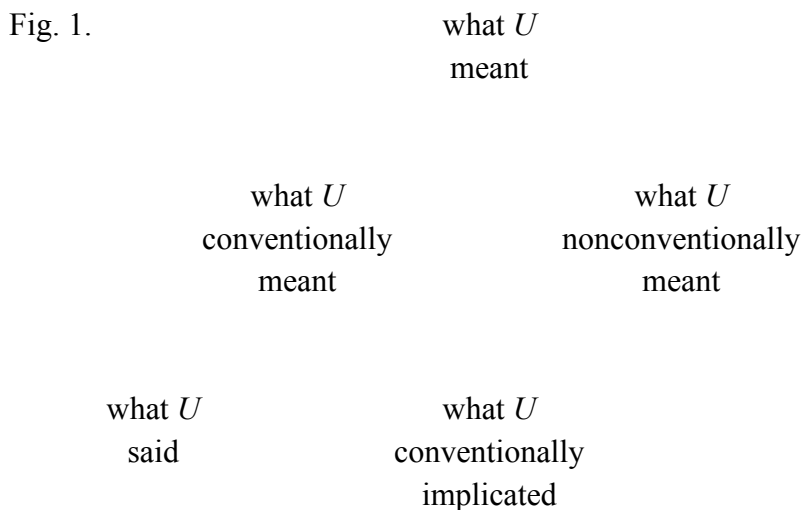 Fig. 1.
what U
meant
what U
conventionally
meant
what U
nonconventionally
meant
what U
said
what U
conventionally
implicated